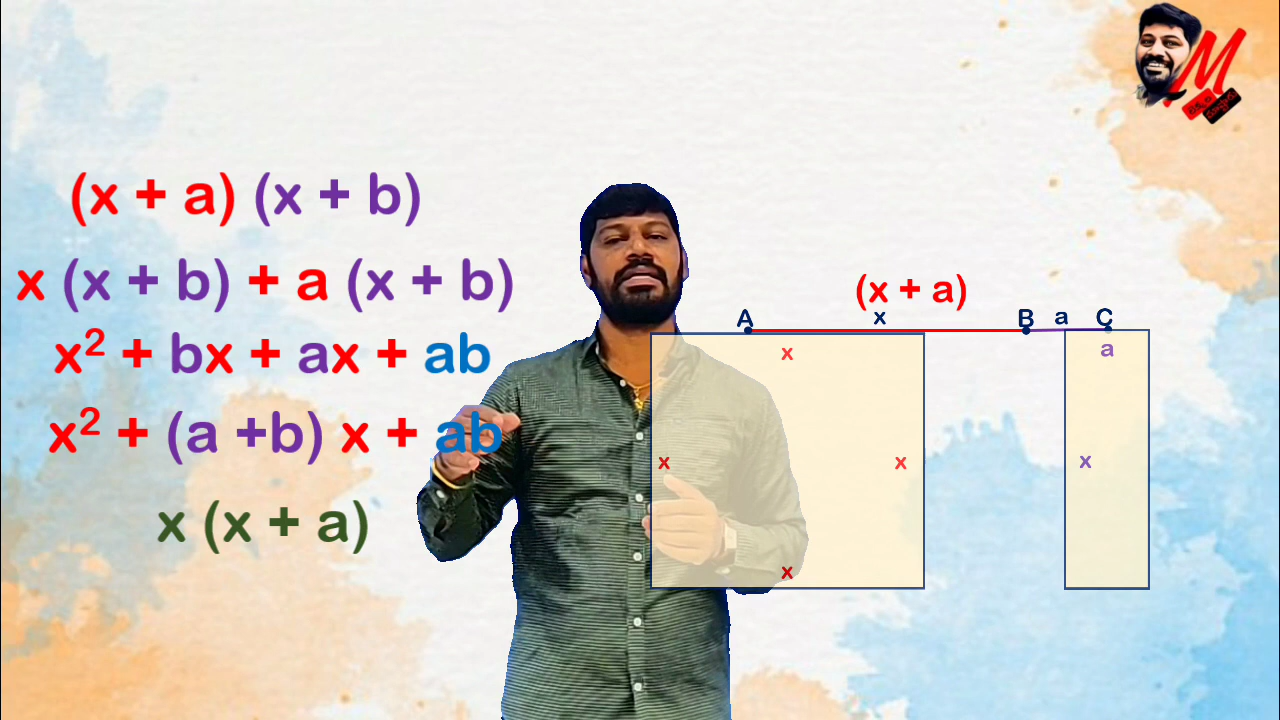 (x + a) (x + b)
x (x + b) + a (x + b)
x² + bx + ax + ab
x² + (a +b) x + ab
x (x + a)
(x + a)
A x B a C
x
a
x x
x
x
M